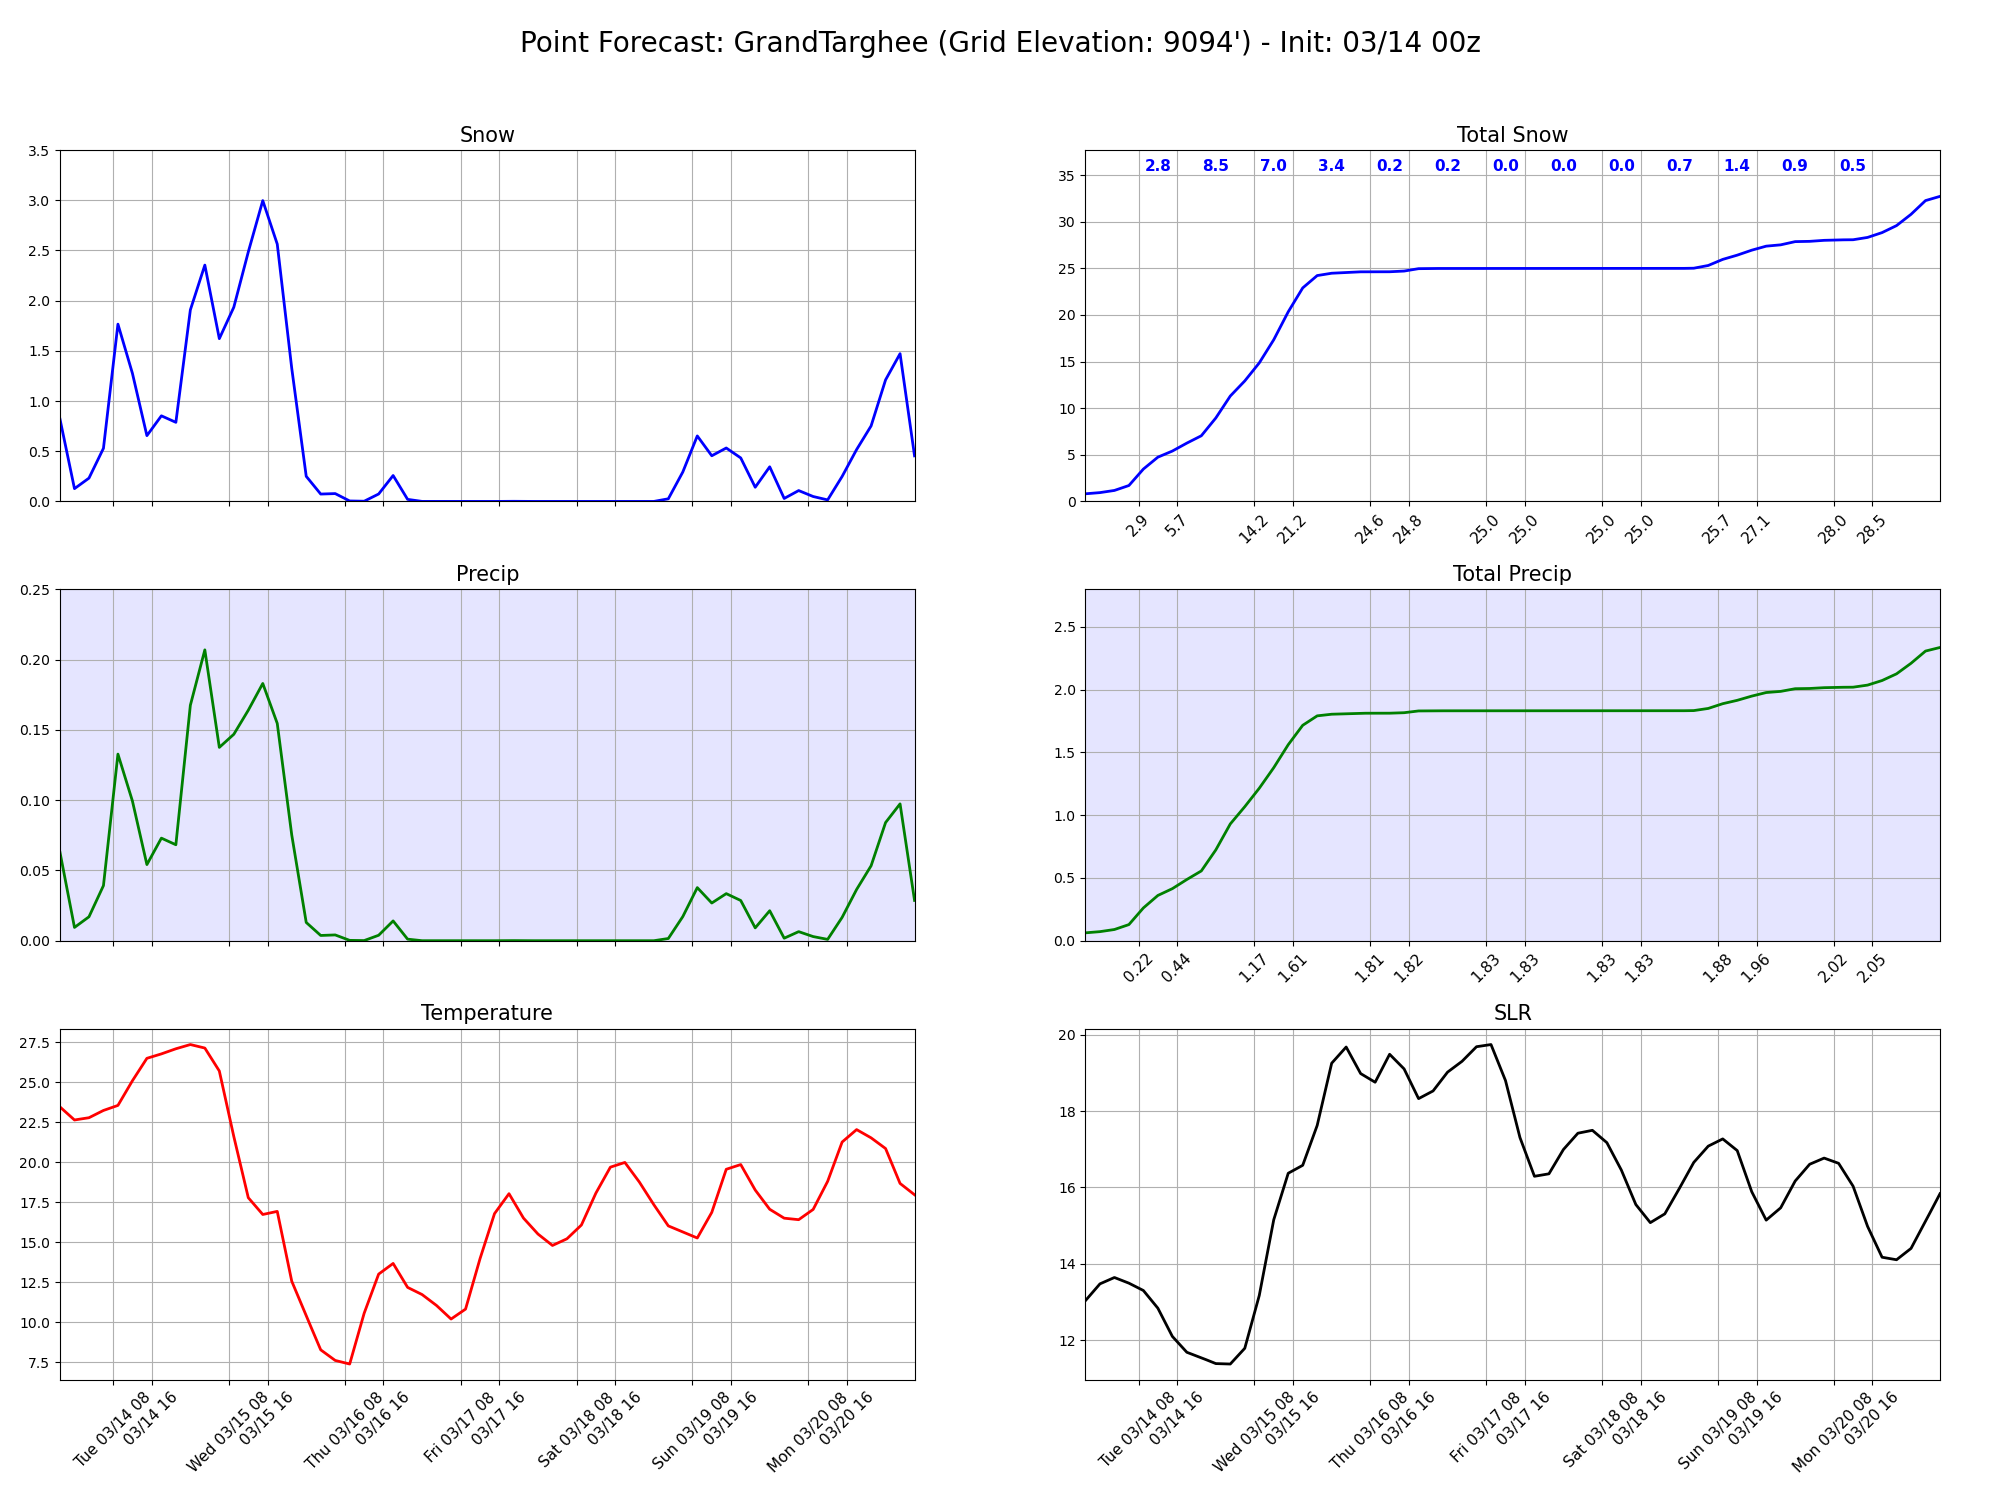 Point Forecast: GrandTarghee (Grid Elevation: 9094') - Init: 03/14 00z
Snow
3.5
3.0
2.5
2.0
1.5
1.0
0.5
0.0
Total Snow
2.8 8.5 7.0 3.4 0.2 0.2 0.0 0.0 0.0 0.7 1.4 0.9 0.5
35
30
25
20
15
10
5
0
2.9 5.7 14.2 21.2 24.6 24.8 25.0 25.0 25.0 25.0 25.7 27.1 28.0 28.5
Precip
0.25
0.20
0.15
0.10
0.05
0.00
Total Precip
2.5
2.0
1.5
1.0
0.5
0.0
0.22 0.44 1.17 1.61 1.81 1.82 1.83 1.83 1.83 1.83 1.88 1.96 2.02 2.05
Temperature
27.5
25.0
22.5
20.0
17.5
15.0
12.5
10.0
7.5
Tue 03/14 08
03/14 16
Wed 03/15 08
03/15 16
Thu 03/16 08
03/16 16
Fri 03/17 08
03/17 16
Sat 03/18 08
03/18 16
Sun 03/19 08
03/19 16
Mon 03/20 08
03/20 16
SLR
20
18
16
14
12
Tue 03/14 08
03/14 16
Wed 03/15 08
03/15 16
Thu 03/16 08
03/16 16
Fri 03/17 08
03/17 16
Sat 03/18 08
03/18 16
Sun 03/19 08
03/19 16
Mon 03/20 08
03/20 16